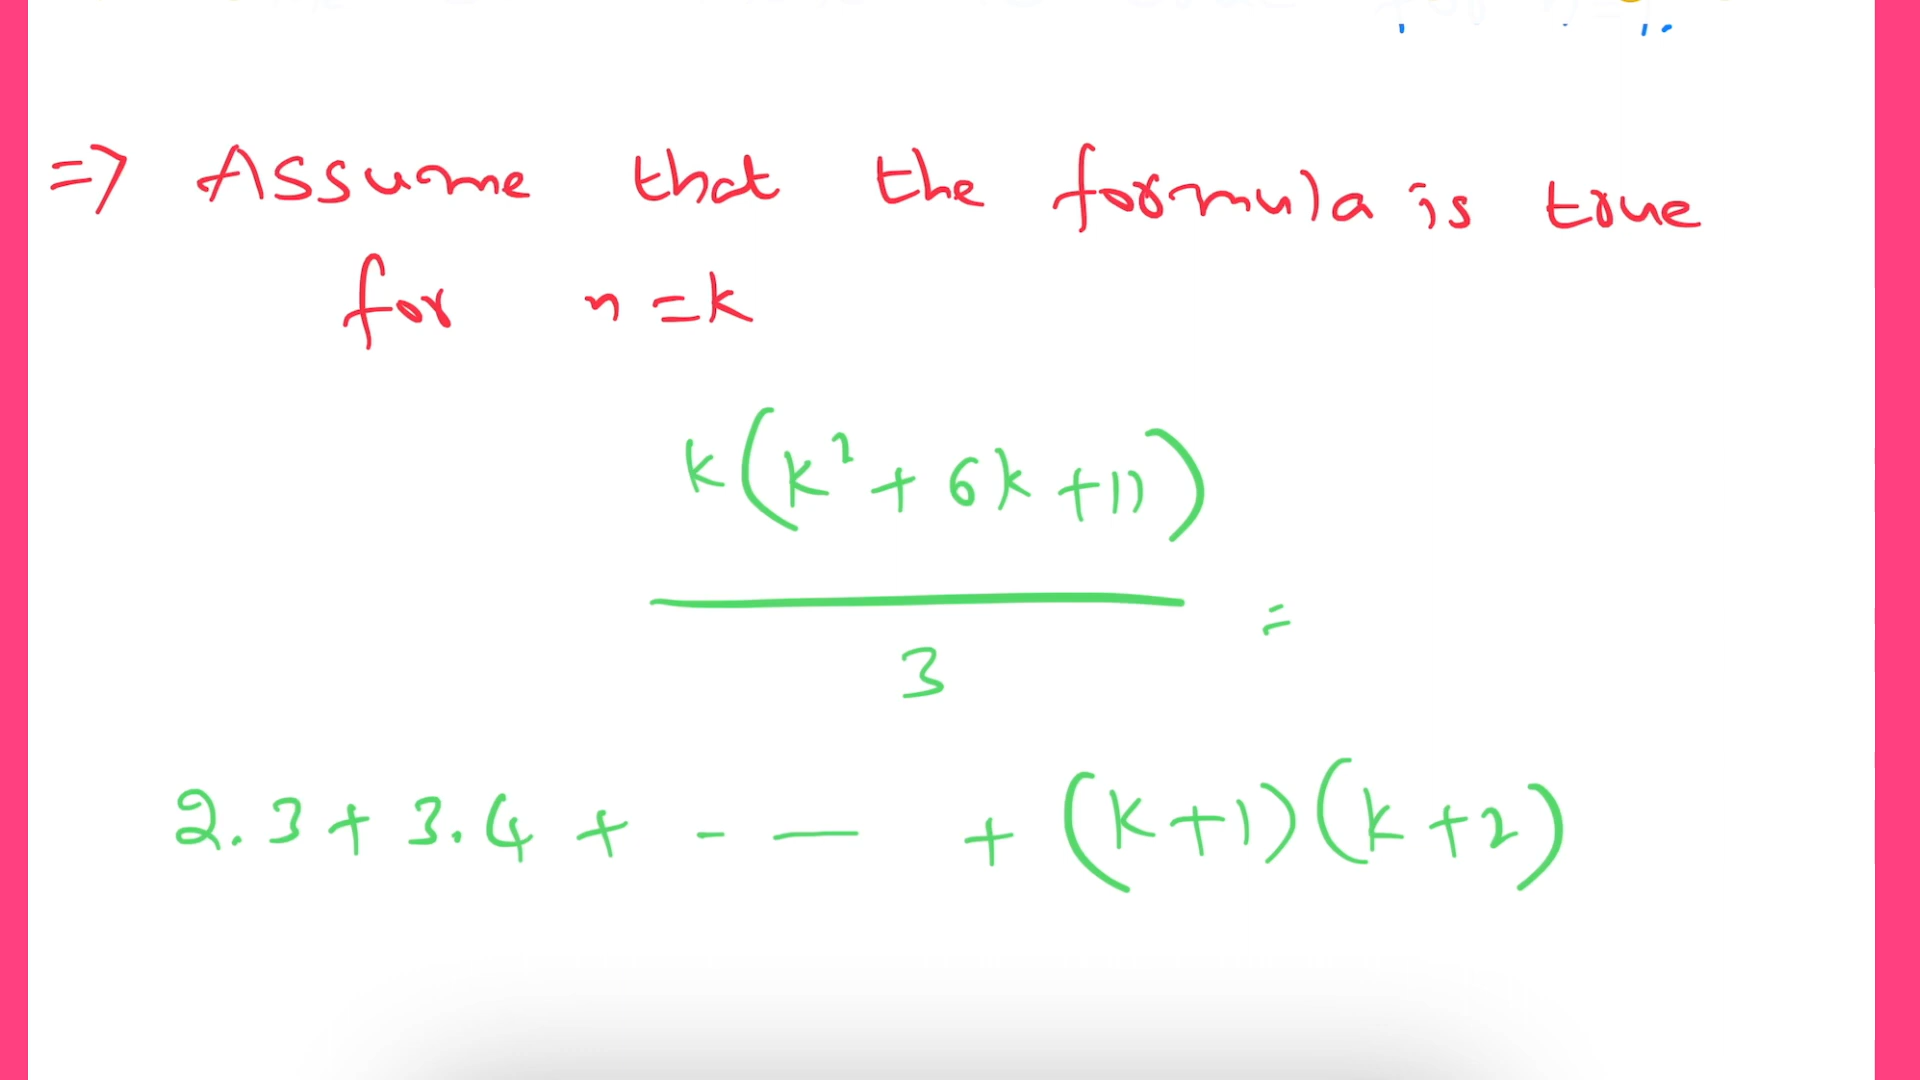 => Assume that the formula is true
for n=k
k(k²+6k+11)
3 =
2.3+3.4+- — +(k+1)(k+2)